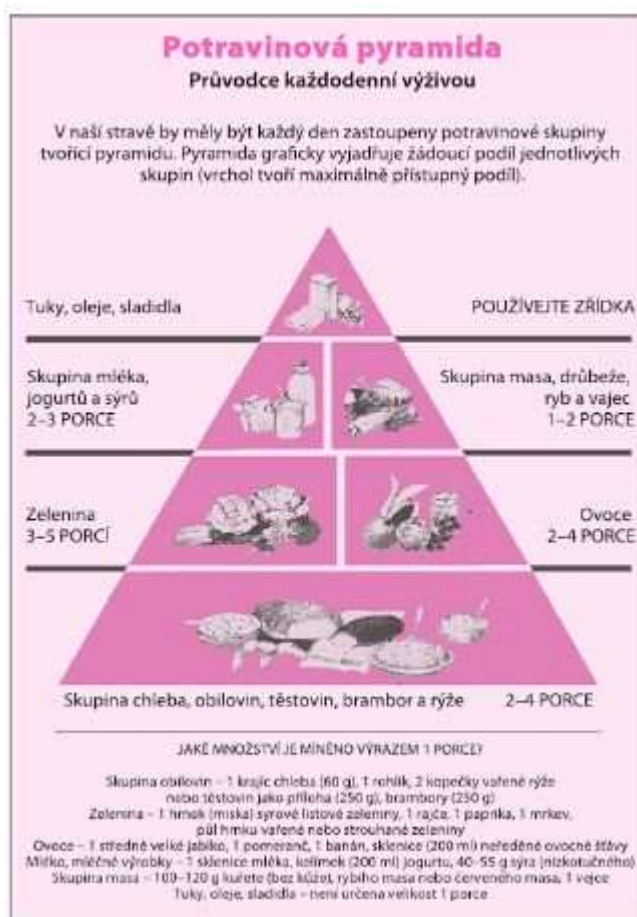 Potravinová pyramida
Průvodce každodenní výživou
V naší stravě by měly být každý den zastoupeny potravinové skupiny
tvořící pyramidu. Pyramida graficky vyjadřuje žádoucí podíl jednotlivých
skupin (vrchol tvoří maximálně přístupný podíl).
Tuky, oleje, sladidla
POUŽÍVEJTE ZŘÍDKA
Skupina mléka,
jogurtů a sýrů
2–3 PORCE
Skupina masa, drůbeže,
ryb a vajec
1–2 PORCE
Zelenina
3–5 PORCÍ
Ovoce
2–4 PORCE
Skupina chleba, obilovin, těstovin, brambor a rýže 2–4 PORCE
JAKÉ MNOŽSTVÍ JE MÍNĚNO VÝRAZEM 1 PORCE?
Skupina obilovin – 1 krajíc chleba (60 g), 1 rohlík, 2 kopečky vařené rýže
nebo těstovin jako příloha (250 g), brambory (250 g)
Zelenina – 1 hrnek (miska) syrové listové zeleniny, 1 rajče, 1 paprika, 1 mrkev,
půl hrnku vařené nebo strouhané zeleniny
Ovoce – 1 středně velké jablko, 1 pomeranč, 1 banán, sklenice (200 ml) neředěné ovocné šťávy
Mléko, mléčné výrobky – 1 sklenice mléka, kelímek (200 ml) jogurtu, 40–55 g sýra (nízkotučného)
Skupina masa – 100–120 g kuřete (bez kůže), rybího masa nebo červeného masa, 1 vejce
Tuky, oleje, sladidla – není určena velikost 1 porce